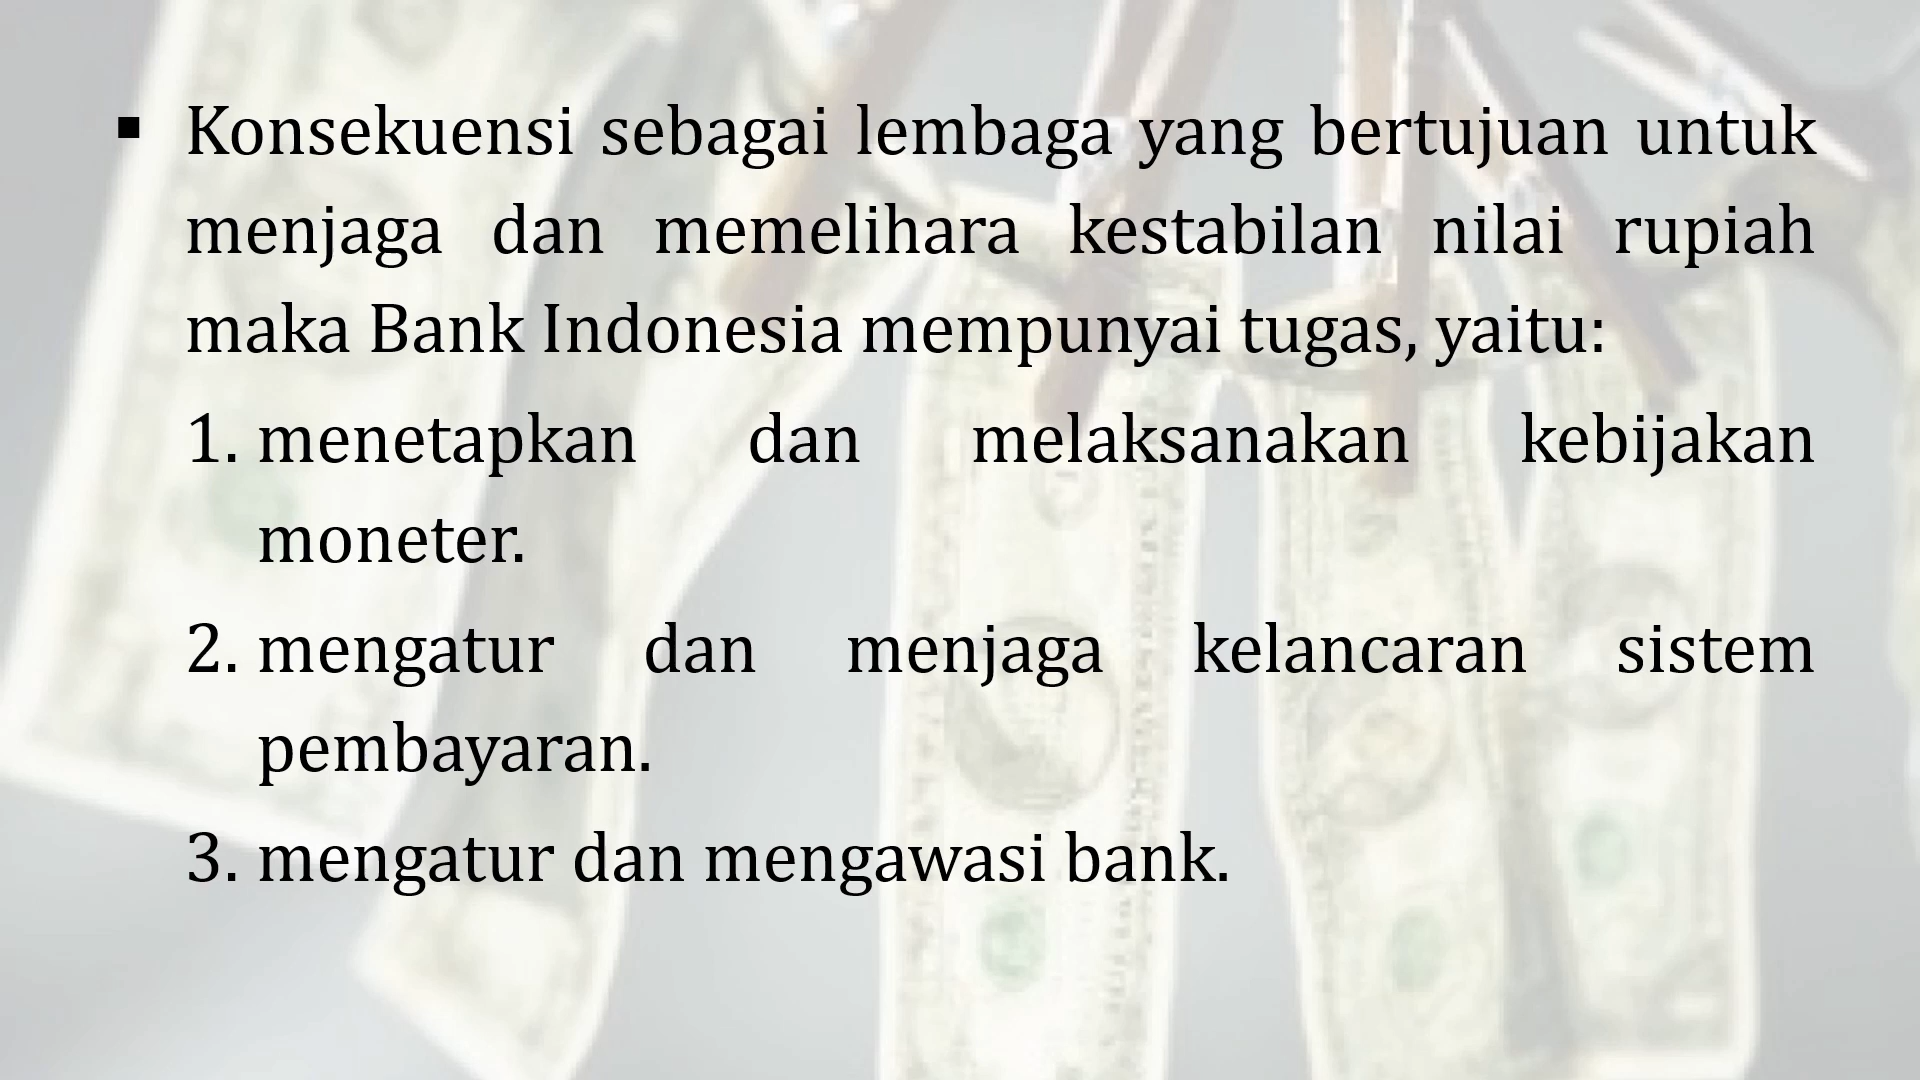 ▪ Konsekuensi sebagai lembaga yang bertujuan untuk
menjaga dan memelihara kestabilan nilai rupiah
maka Bank Indonesia mempunyai tugas, yaitu:
1. menetapkan dan melaksanakan kebijakan
moneter.
2. mengatur dan menjaga kelancaran sistem
pembayaran.
3. mengatur dan mengawasi bank.